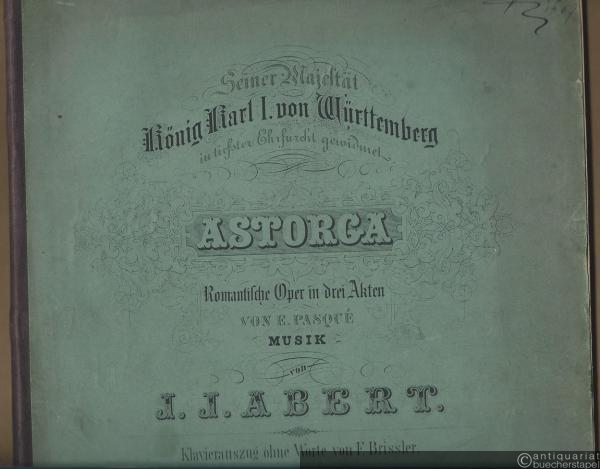 Seiner Majestät
König Karl I. von Württemberg
in tiefster Ehrfurcht gewidmet
ASTORGA
Romantische Oper in drei Akten
VON E. PASQUÉ
MUSIK
von
J. J. ABERT.
Klavierauszug ohne Worte von F. Brissler.
antiquariat
buecherstapel